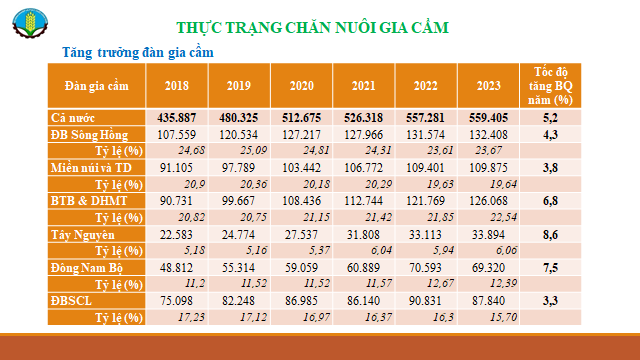 THỰC TRẠNG CHĂN NUÔI GIA CẦM
Tăng trưởng đàn gia cầm
Đàn gia cầm 2018 2019 2020 2021 2022 2023 Tốc độ tăng BQ năm (%)
Cả nước 435.887 480.325 512.675 526.318 557.281 559.405 5,2
ĐB Sông Hồng 107.559 120.534 127.217 127.966 131.574 132.408 4,3
Tỷ lệ (%) 24,68 25,09 24,81 24,31 23,61 23,67
Miền núi và TD 91.105 97.789 103.442 106.772 109.401 109.875 3,8
Tỷ lệ (%) 20,9 20,36 20,18 20,29 19,63 19,64
BTB & DHMT 90.731 99.667 108.436 112.744 121.769 126.068 6,8
Tỷ lệ (%) 20,82 20,75 21,15 21,42 21,85 22,54
Tây Nguyên 22.583 24.774 27.537 31.808 33.113 33.894 8,6
Tỷ lệ (%) 5,18 5,16 5,37 6,04 5,94 6,06
Đông Nam Bộ 48.812 55.314 59.059 60.889 70.593 69.320 7,5
Tỷ lệ (%) 11,2 11,52 11,52 11,57 12,67 12,39
ĐBSCL 75.098 82.248 86.985 86.140 90.831 87.840 3,3
Tỷ lệ (%) 17,23 17,12 16,97 16,37 16,3 15,70